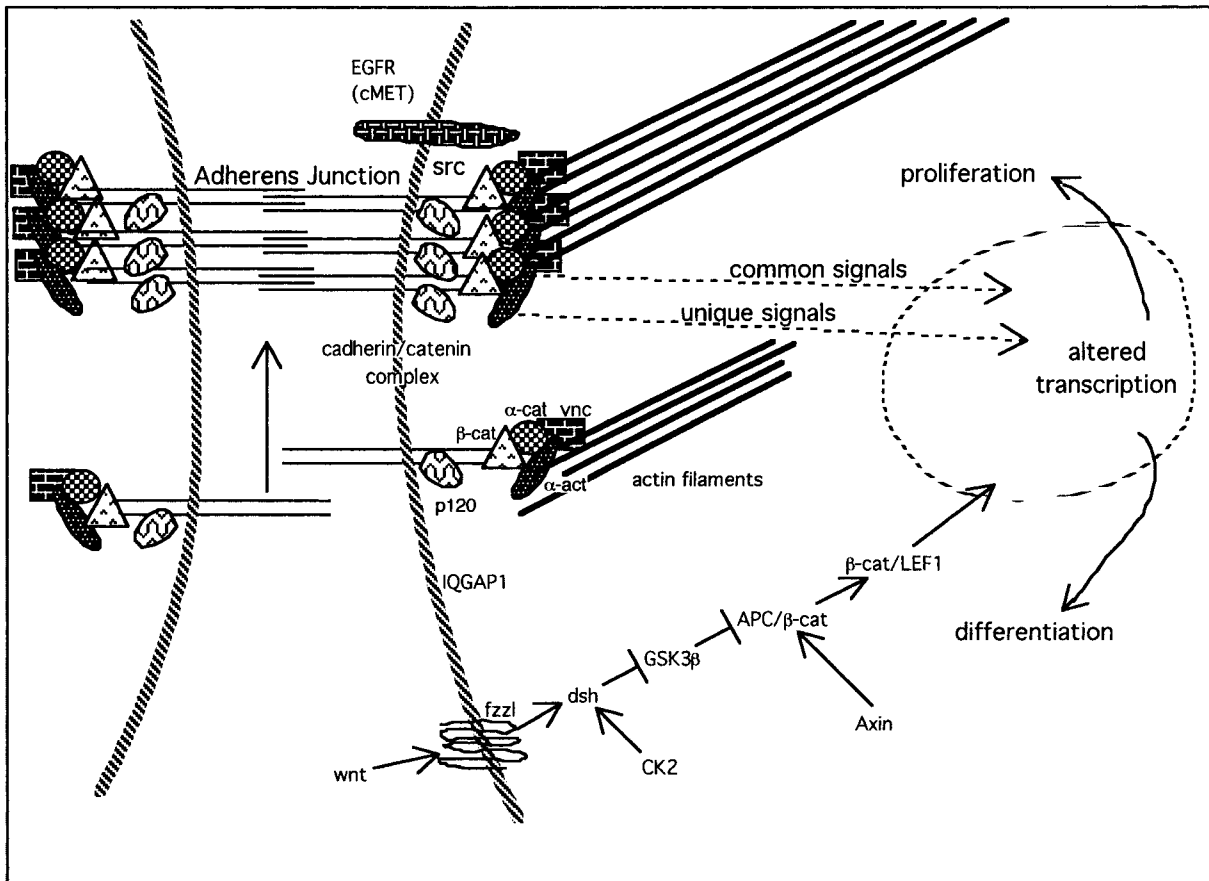 EGFR
(cMET)
src
Adherens Junction
proliferation
common signals
unique signals
altered
transcription
cadherin/catenin
complex
α-cat vnc
β-cat
α-act
actin filaments
p120
IQGAP1
β-cat/LEF1
APC/β-cat
differentiation
GSK3β
dsh
fzzl
Axin
wnt
CK2